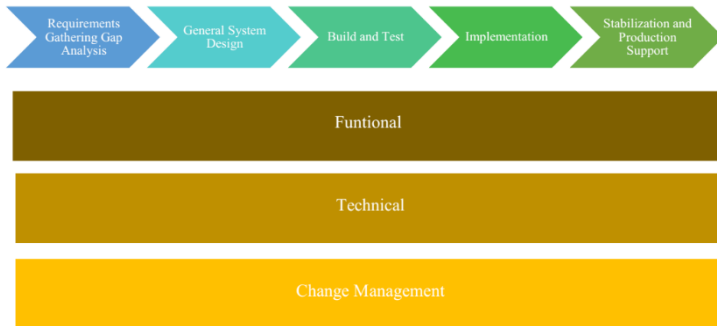 Requirements
Gathering Gap
Analysis
General System
Design
Build and Test
Implementation
Stabilization and
Production
Support
Funtional
Technical
Change Management